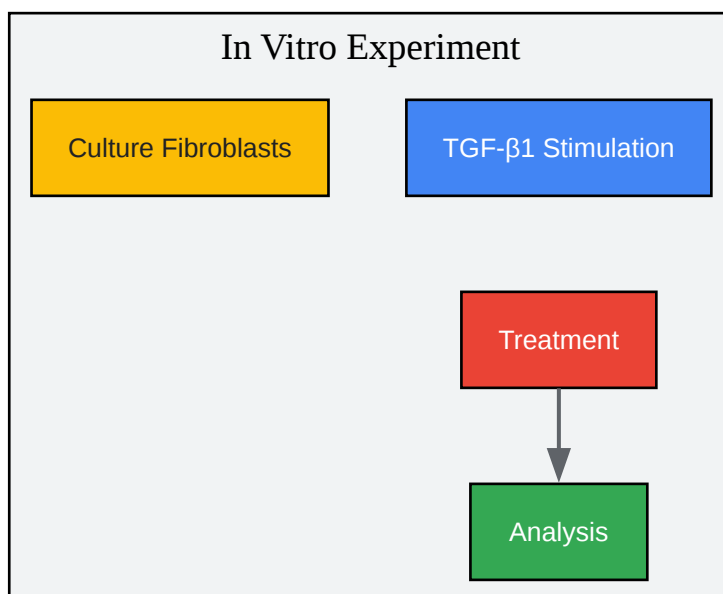 In Vitro Experiment
Culture Fibroblasts
TGF-β1 Stimulation
Treatment
Analysis